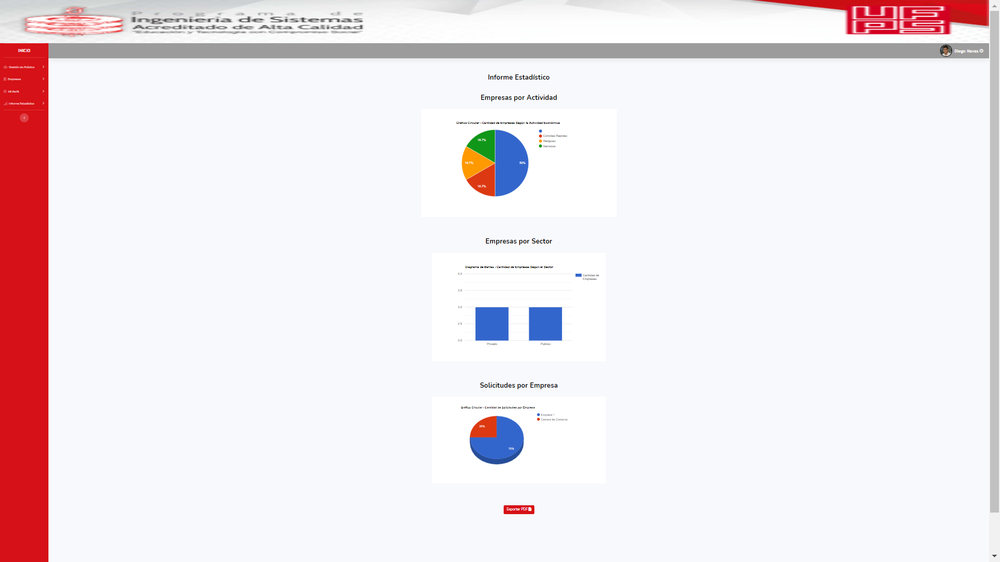 Programa de
Ingeniería de Sistemas
Acreditado de Alta Calidad
"Educación y Tecnología con Compromiso Social"
UFPS
INICIO
Diego Navas
Gestión de Práctica
Empresas
Mi Perfil
Informe Estadístico
Informe Estadístico
Empresas por Actividad
Gráfico Circular - Cantidad de Empresas Según la Actividad Económica
Comidas Rapidas
Religioso
Servicios
16.7%
16.7%
50%
16.7%
Empresas por Sector
Diagrama de Barras - Cantidad de Empresas Según el Sector
4.0
3.5
3.0
2.5
2.0
Cantidad de
Empresas
Privado
Publico
Solicitudes por Empresa
Gráfico Circular - Cantidad de Solicitudes por Empresa
Empresa 1
Cámara de Comercio
25%
75%
Exportar PDF